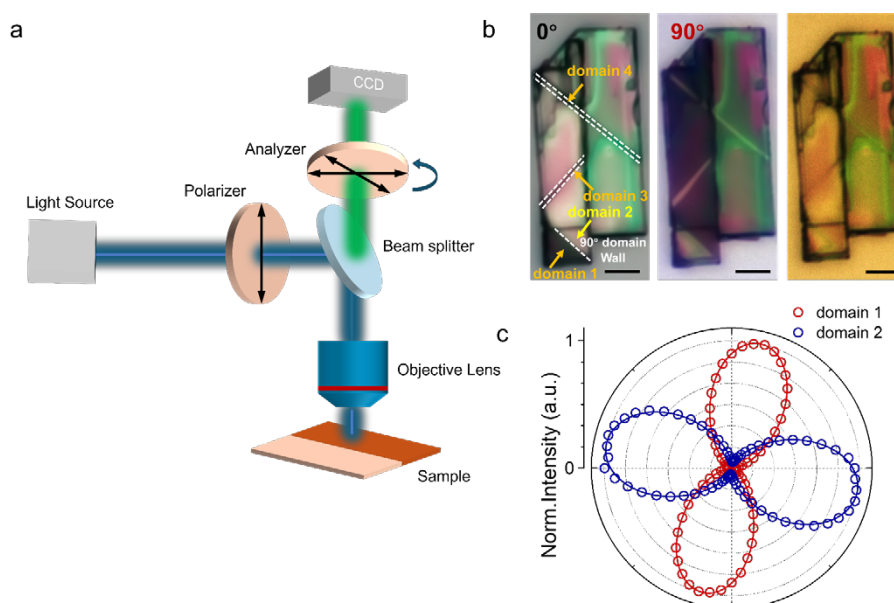 a
CCD
Analyzer
Polarizer
Light Source
Beam splitter
Objective Lens
Sample
b
0°
domain 4
domain 3
domain 2
90° domain
Wall
domain 1
90°
c
domain 1
domain 2
1
0
Norm.Intensity (a.u.)